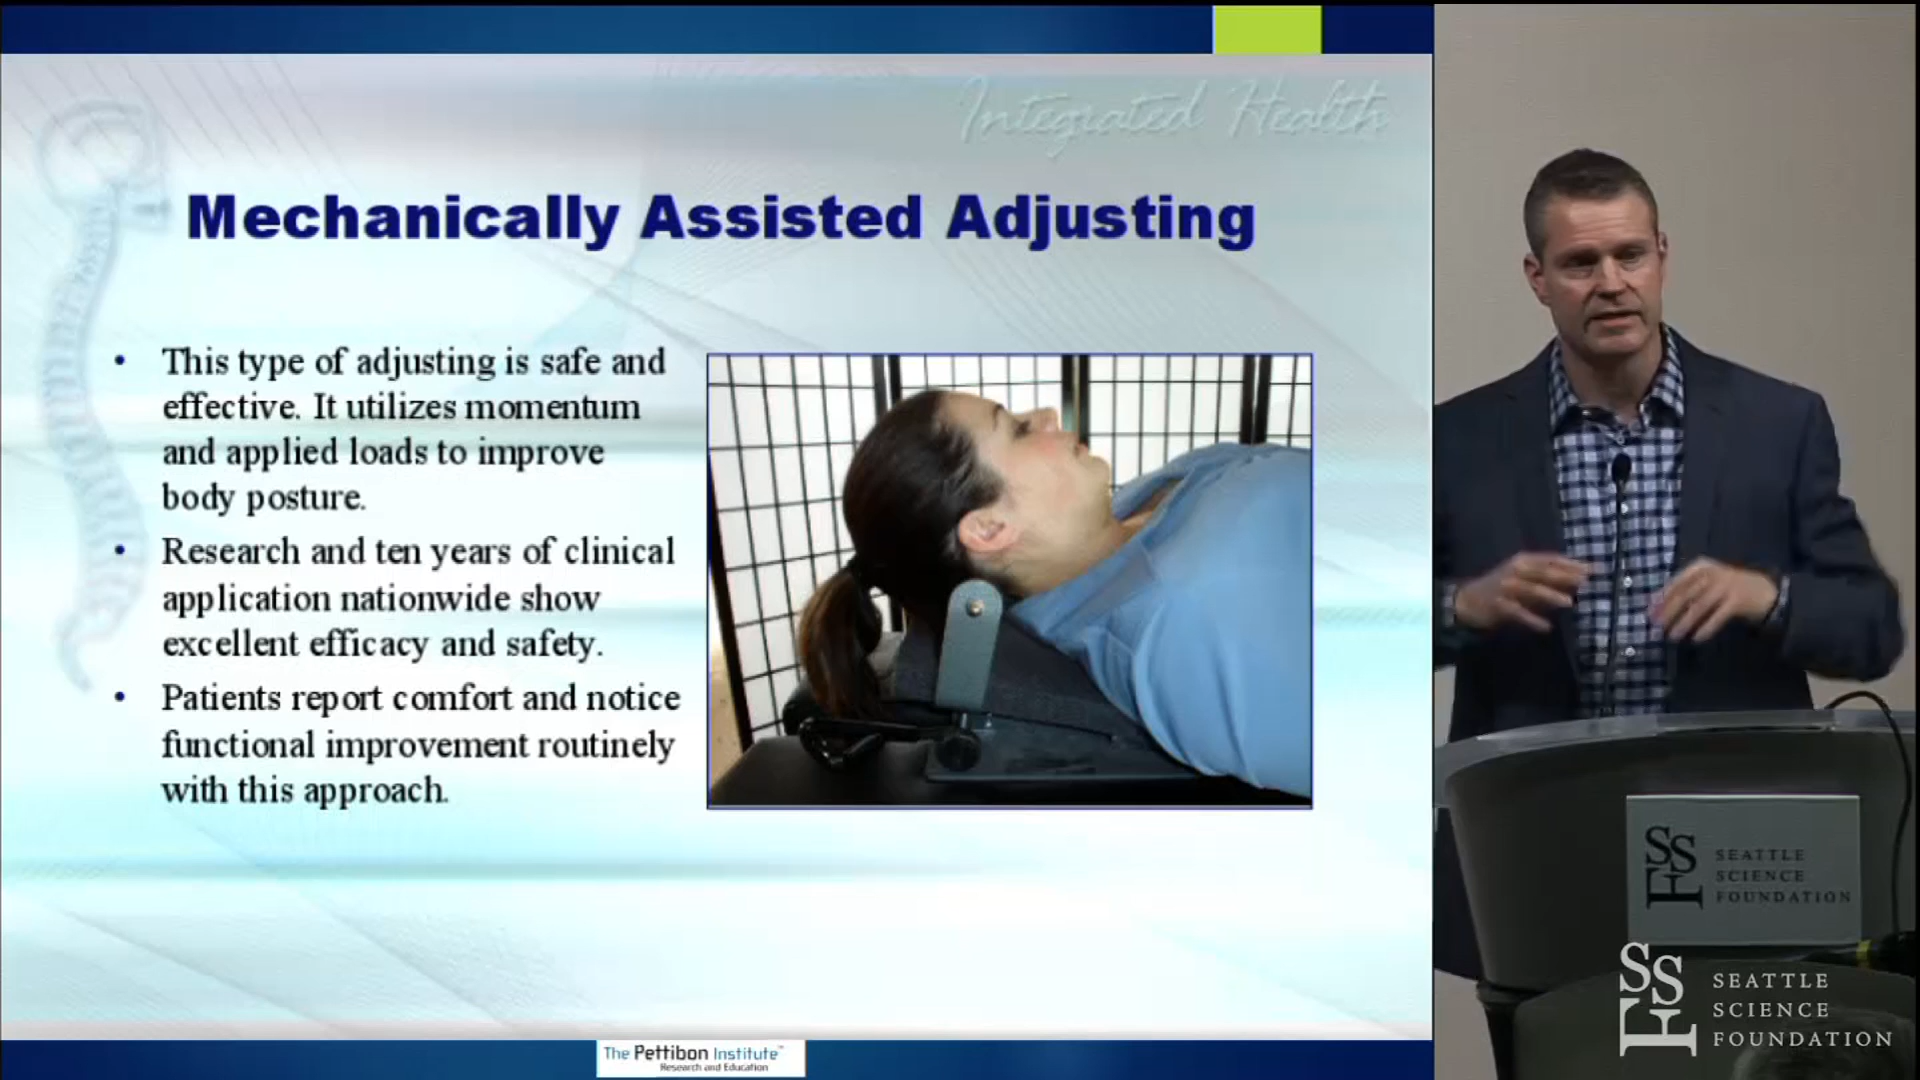 Integrated Health
Mechanically Assisted Adjusting
• This type of adjusting is safe and
effective. It utilizes momentum
and applied loads to improve
body posture.
• Research and ten years of clinical
application nationwide show
excellent efficacy and safety.
• Patients report comfort and notice
functional improvement routinely
with this approach.
The Pettibon Institute™
Research and Education
SSF
SEATTLE
SCIENCE
FOUNDATION
SSF
SEATTLE
SCIENCE
FOUNDATION